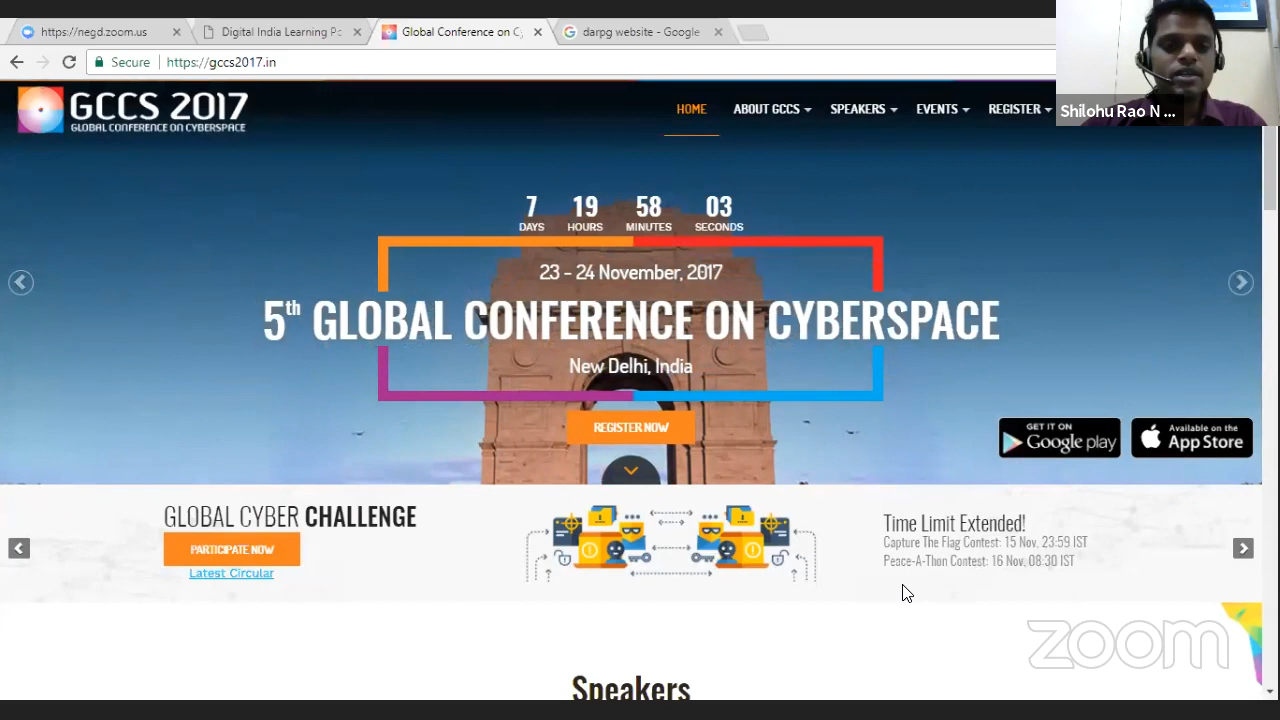 https://negd.zoom.us
Digital India Learning Po
Global Conference on Cy
darpg website - Google
Secure
https://gccs2017.in
GCCS 2017
GLOBAL CONFERENCE ON CYBERSPACE
HOME
ABOUT GCCS
SPEAKERS
EVENTS
REGISTER
Shilohu Rao N ...
7 19 58 03
DAYS HOURS MINUTES SECONDS
23 - 24 November, 2017
5th GLOBAL CONFERENCE ON CYBERSPACE
New Delhi, India
REGISTER NOW
GET IT ON
Google play
Available on the
App Store
GLOBAL CYBER CHALLENGE
PARTICIPATE NOW
Latest Circular
Time Limit Extended!
Capture The Flag Contest: 15 Nov, 23:59 IST
Peace-A-Thon Contest: 16 Nov, 08:30 IST
zoom
Speakers